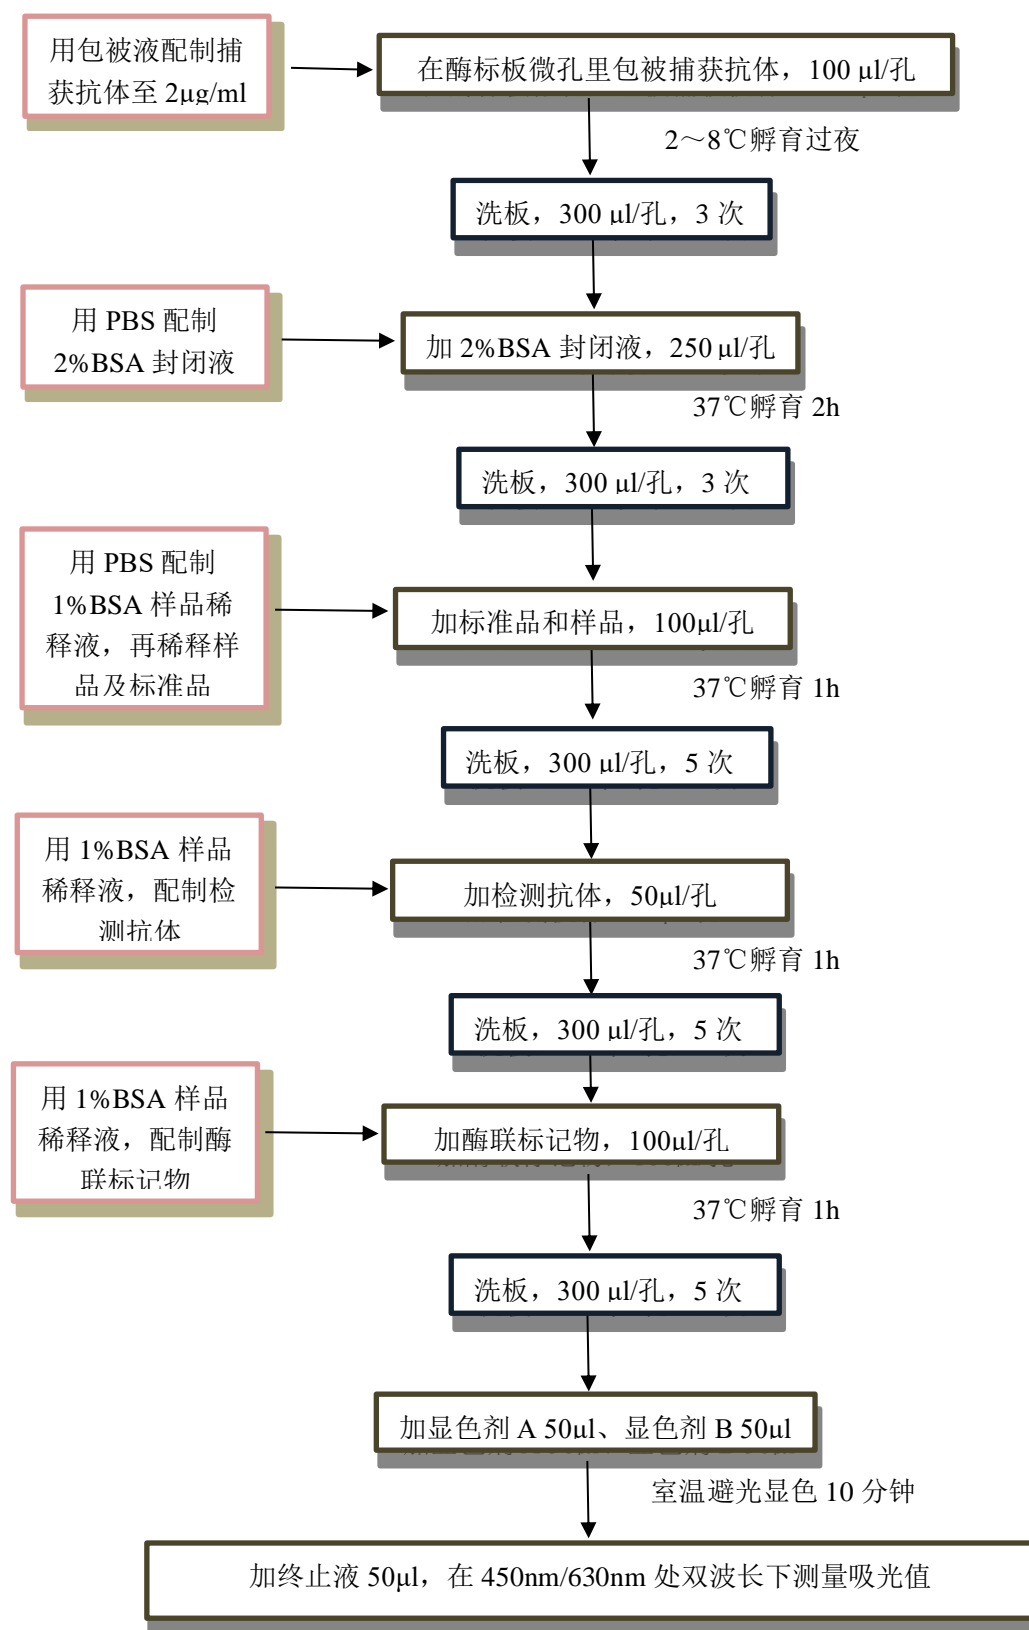 用包被液配制捕
获抗体至 2μg/ml
在酶标板微孔里包被捕获抗体，100 μl/孔
2～8℃孵育过夜
洗板，300 μl/孔，3 次
用 PBS 配制
2%BSA 封闭液
加 2%BSA 封闭液，250 μl/孔
37℃孵育 2h
洗板，300 μl/孔，3 次
用 PBS 配制
1%BSA 样品稀
释液，再稀释样
品及标准品
加标准品和样品，100μl/孔
37℃孵育 1h
洗板，300 μl/孔，5 次
用 1%BSA 样品
稀释液，配制检
测抗体
加检测抗体，50μl/孔
37℃孵育 1h
洗板，300 μl/孔，5 次
用 1%BSA 样品
稀释液，配制酶
联标记物
加酶联标记物，100μl/孔
37℃孵育 1h
洗板，300 μl/孔，5 次
加显色剂 A 50μl、显色剂 B 50μl
室温避光显色 10 分钟
加终止液 50μl，在 450nm/630nm 处双波长下测量吸光值